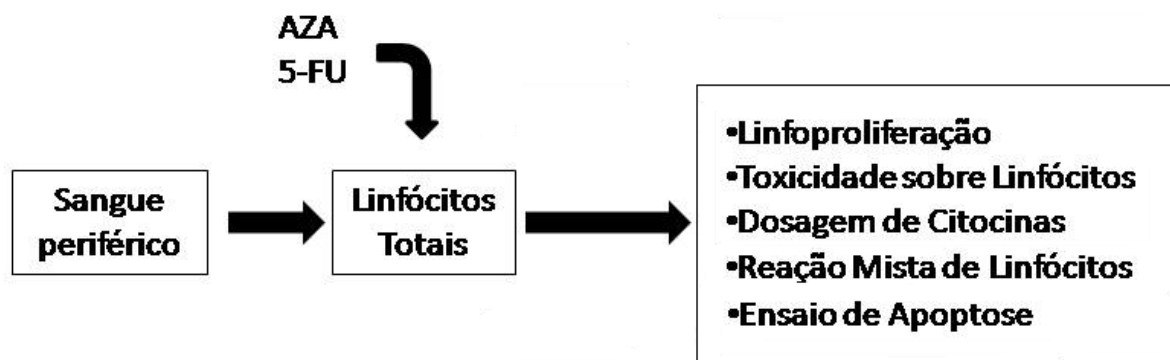 AZA
5-FU
Sangue
periférico
Linfócitos
Totais
•Linfoproliferação
•Toxicidade sobre Linfócitos
•Dosagem de Citocinas
•Reação Mista de Linfócitos
•Ensaio de Apoptose